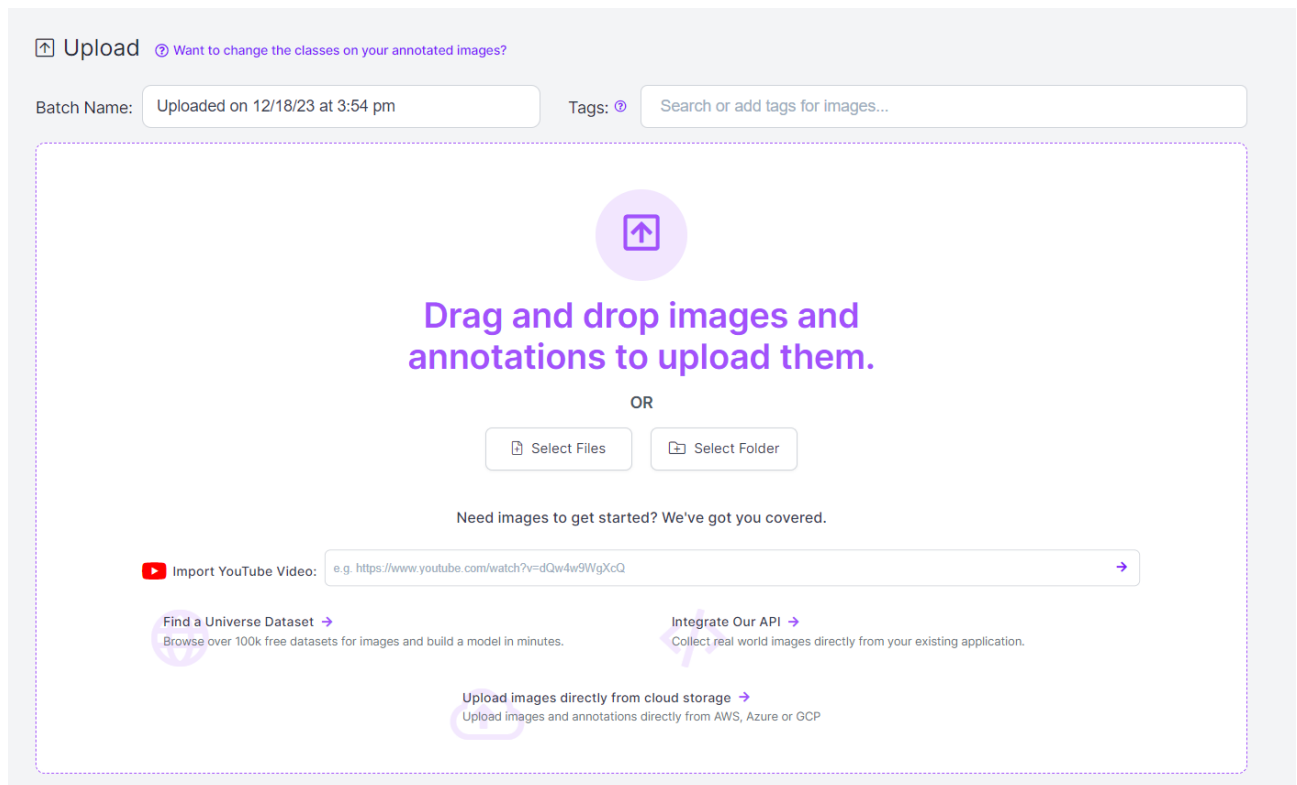 Upload Want to change the classes on your annotated images?
Batch Name: Uploaded on 12/18/23 at 3:54 pm Tags: Search or add tags for images...
Drag and drop images and
annotations to upload them.
OR
Select Files Select Folder
Need images to get started? We've got you covered.
Import YouTube Video: e.g. https://www.youtube.com/watch?v=dQw4w9WgXcQ
Find a Universe Dataset → Integrate Our API →
Browse over 100k free datasets for images and build a model in minutes. Collect real world images directly from your existing application.
Upload images directly from cloud storage →
Upload images and annotations directly from AWS, Azure or GCP